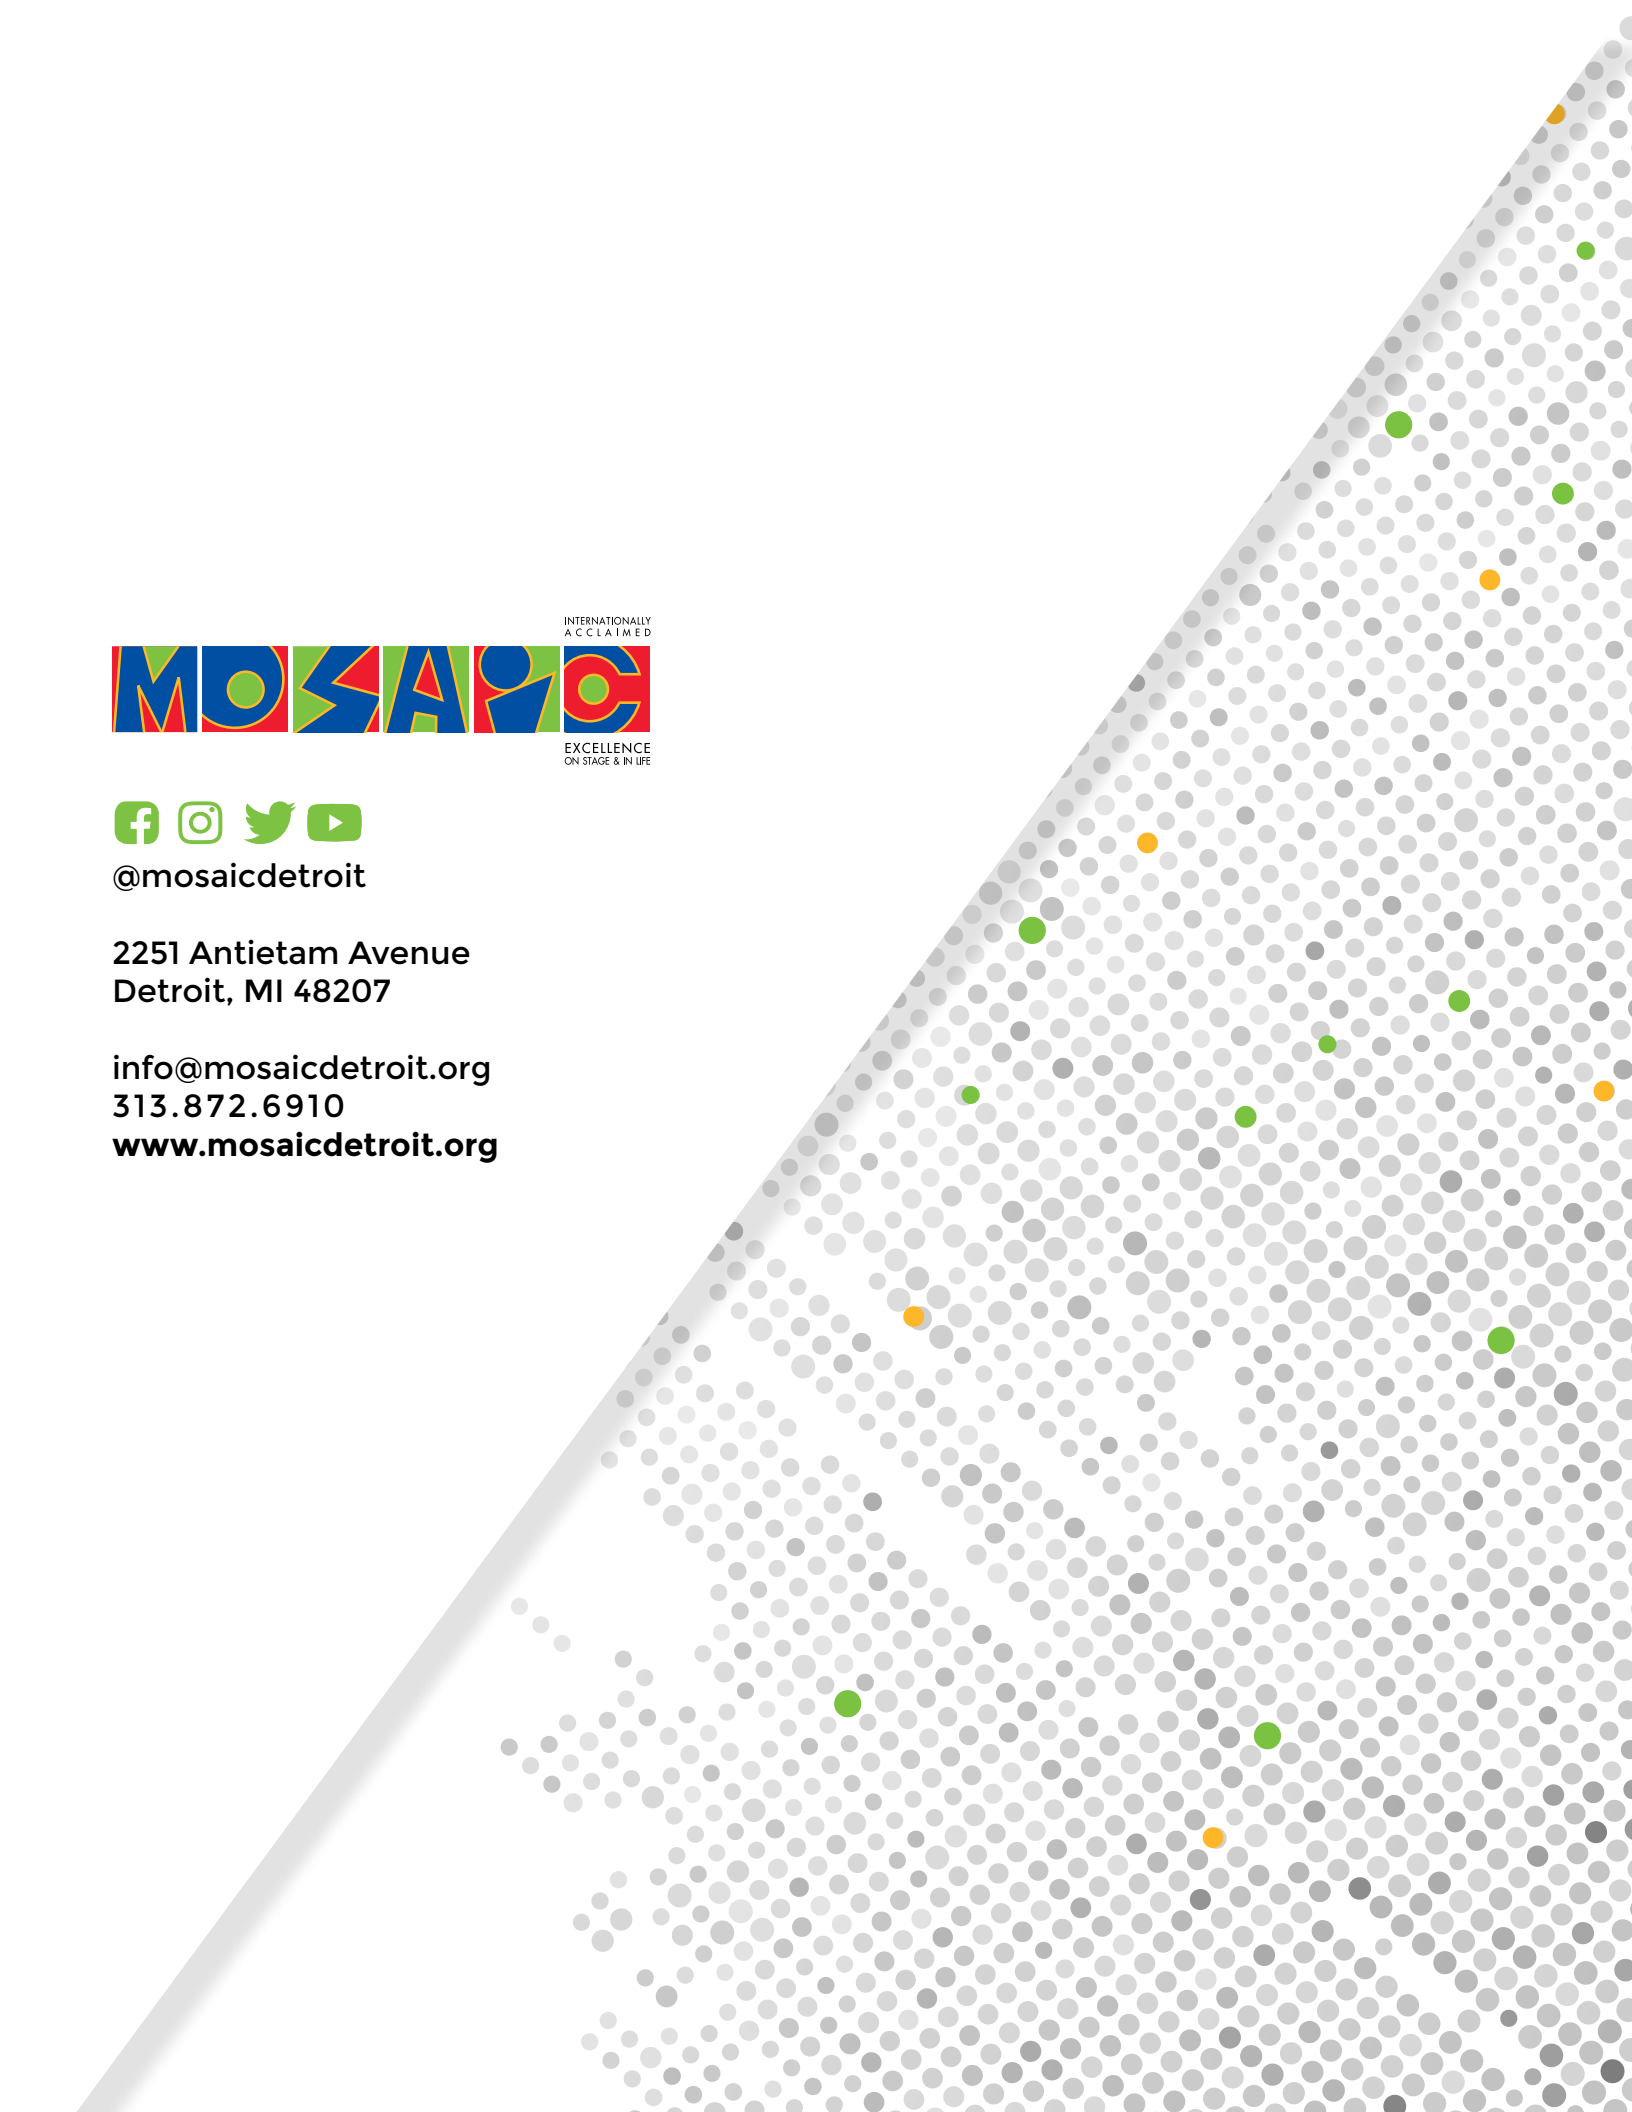 INTERNATIONALLY
ACCLAIMED
MOSAIC
EXCELLENCE
ON STAGE & IN LIFE
@mosaicdetroit
2251 Antietam Avenue
Detroit, MI 48207
info@mosaicdetroit.org
313.872.6910
www.mosaicdetroit.org